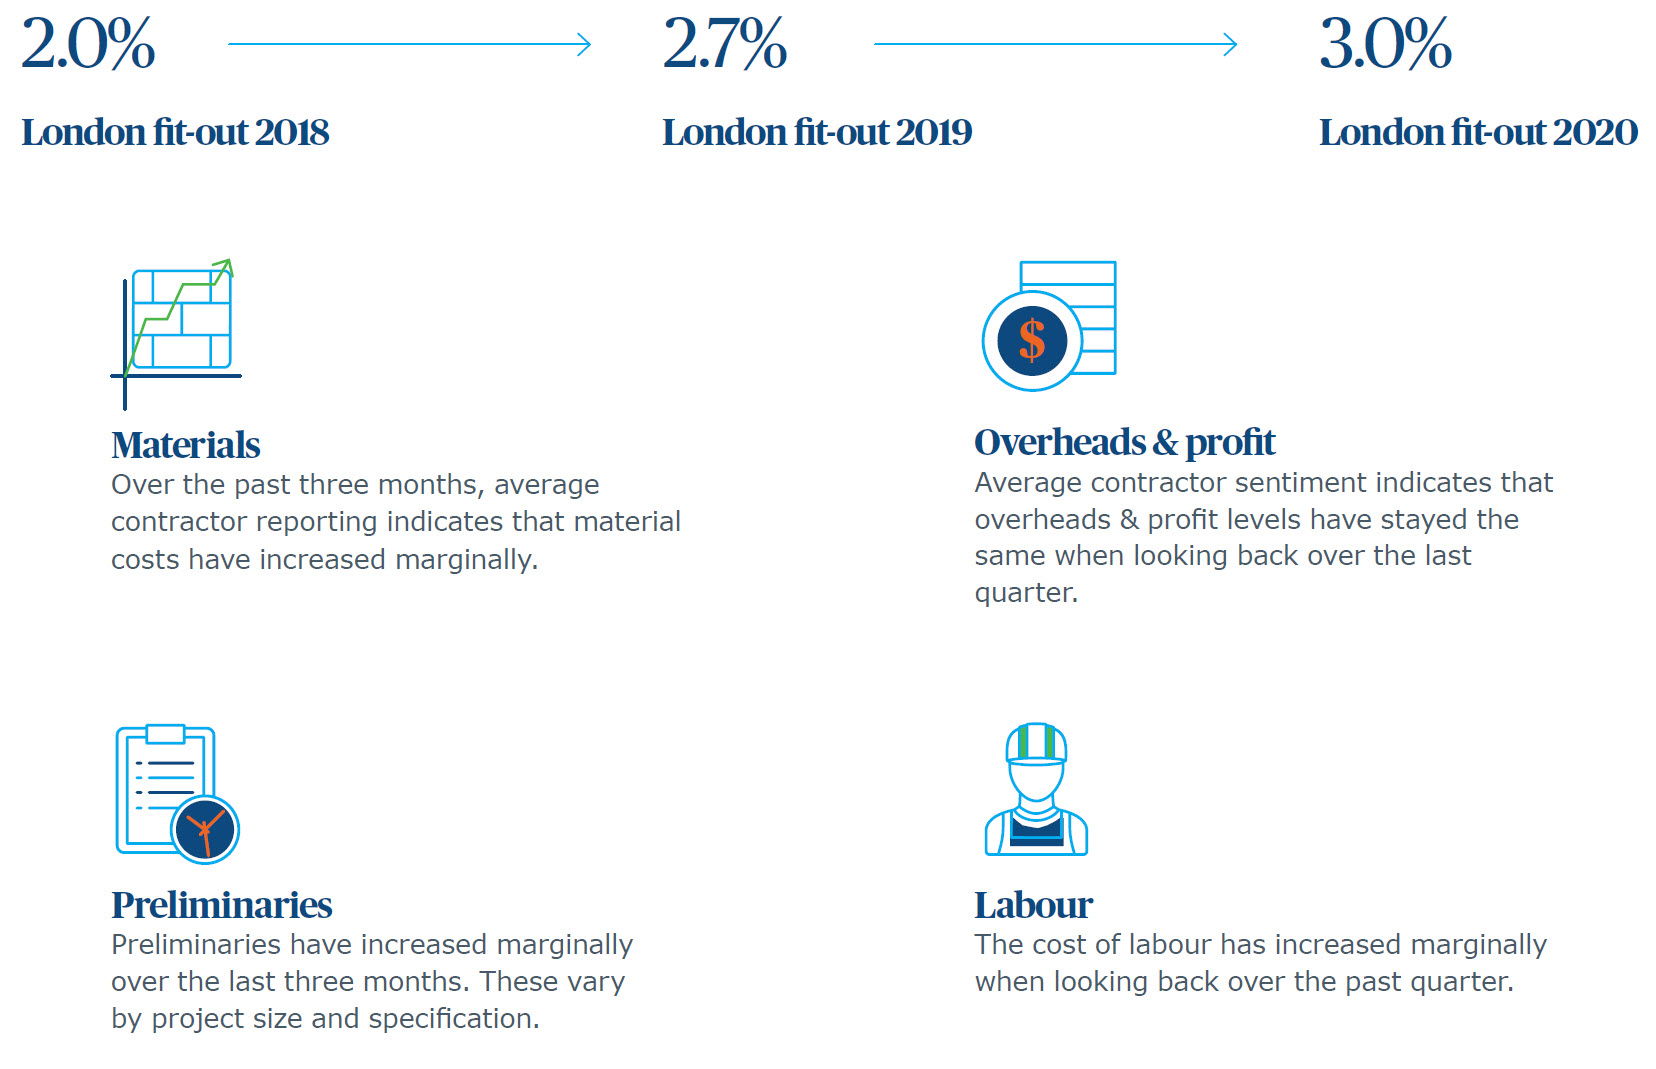 2.0%
2.7%
3.0%
London fit-out 2018
London fit-out 2019
London fit-out 2020
$
Materials
Over the past three months, average
contractor reporting indicates that material
costs have increased marginally.
Overheads & profit
Average contractor sentiment indicates that
overheads & profit levels have stayed the
same when looking back over the last
quarter.
Preliminaries
Preliminaries have increased marginally
over the last three months. These vary
by project size and specification.
Labour
The cost of labour has increased marginally
when looking back over the past quarter.